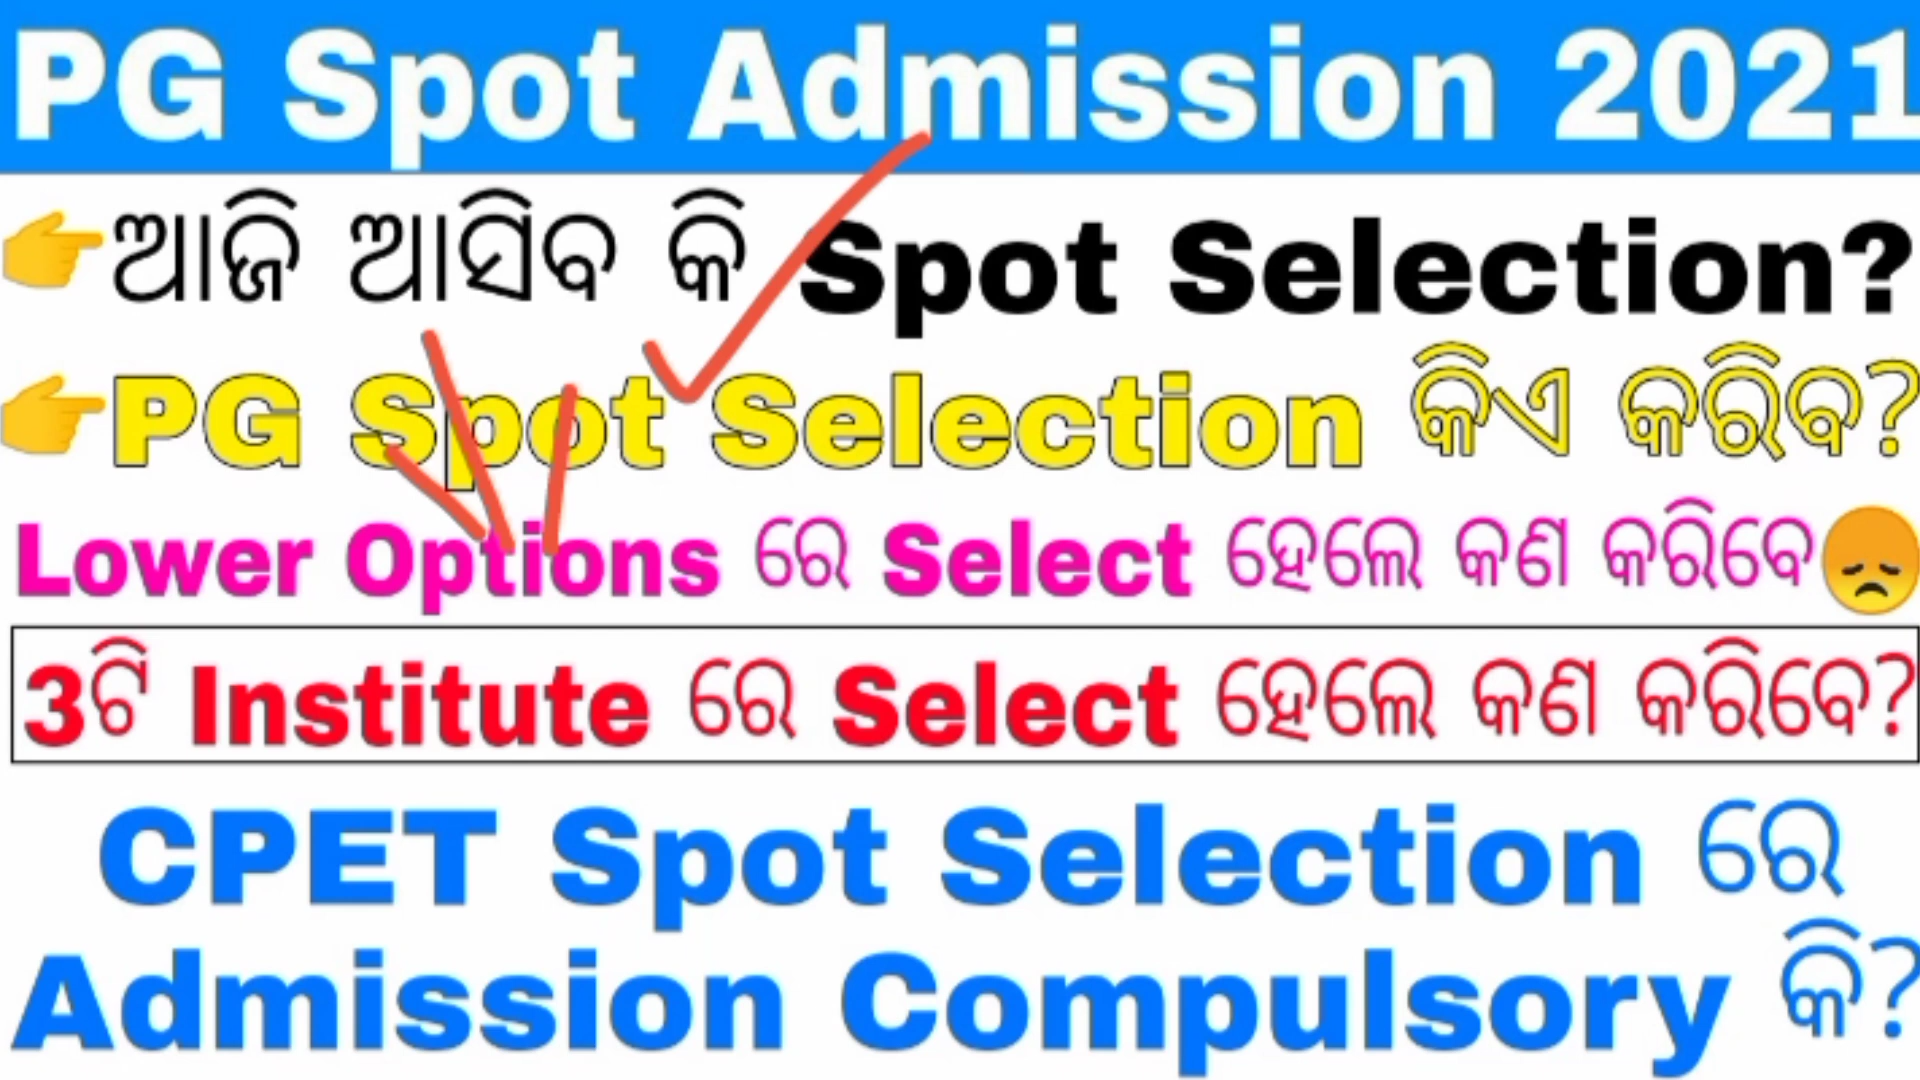 PG Spot Admission 2021
👉ଆଜି ଆସିବ କି Spot Selection?
👉PG Spot Selection କିଏ କରିବ?
Lower Options ରେ Select ହେଲେ କଣ କରିବେ😞
3ଟି Institute ରେ Select ହେଲେ କଣ କରିବେ?
CPET Spot Selection ରେ
Admission Compulsory କି?